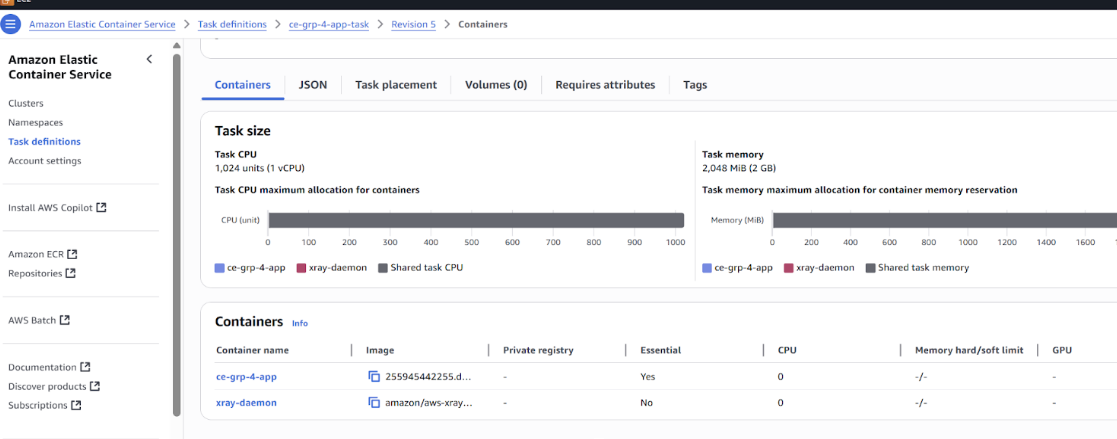 Amazon Elastic Container Service > Task definitions > ce-grp-4-app-task > Revision 5 > Containers
Amazon Elastic
Container Service
Clusters
Namespaces
Task definitions
Account settings
Install AWS Copilot
Amazon ECR
Repositories
AWS Batch
Documentation
Discover products
Subscriptions
Containers JSON Task placement Volumes (0) Requires attributes Tags
Task size
Task CPU
1,024 units (1 vCPU)
Task CPU maximum allocation for containers
CPU (unit)
0 100 200 300 400 500 600 700 800 900 1000
ce-grp-4-app xray-daemon Shared task CPU
Task memory
2,048 MiB (2 GB)
Task memory maximum allocation for container memory reservation
Memory (MiB)
0 200 400 600 800 1000 1200 1400 1600
ce-grp-4-app xray-daemon Shared task memory
Containers Info
Container name Image Private registry Essential CPU Memory hard/soft limit GPU
ce-grp-4-app 255945442255.d... - Yes 0 -/- -
xray-daemon amazon/aws-xray... - No 0 -/- -